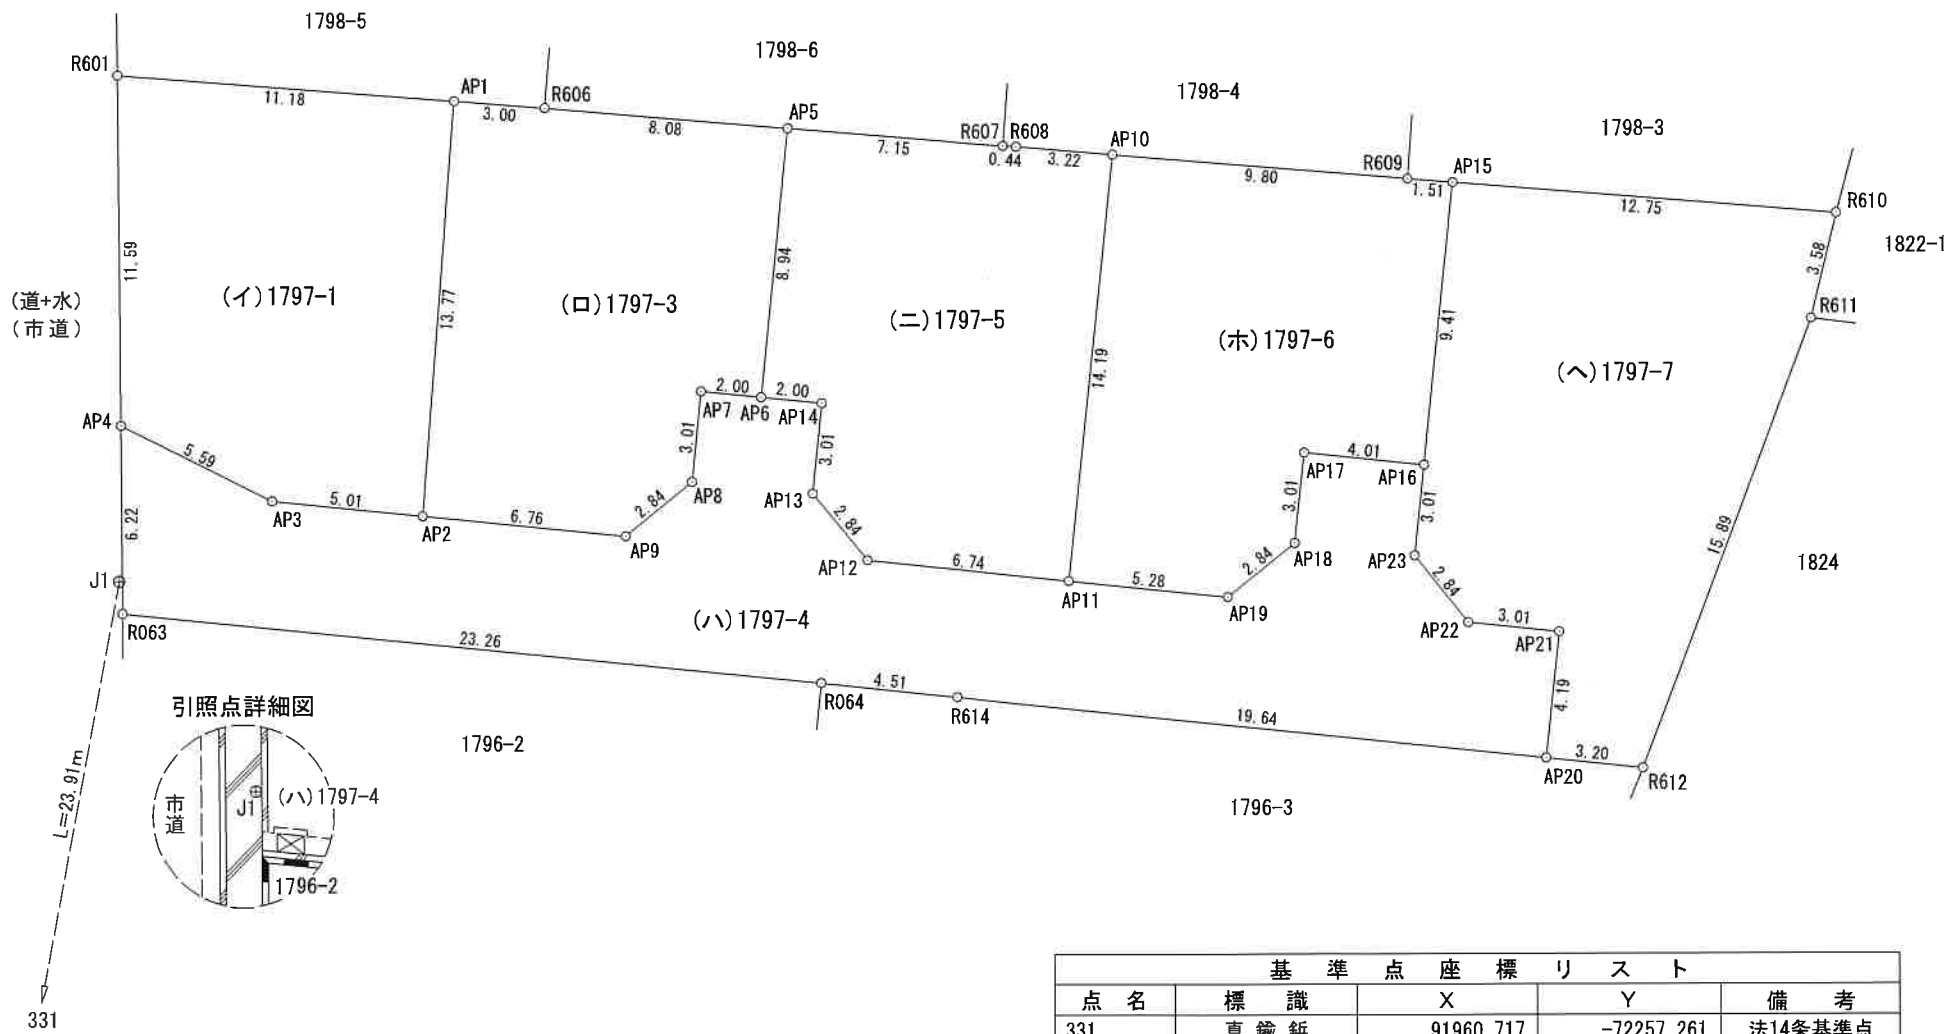 1798-5
1798-6
1798-4
1798-3
R601
11.18
AP1
3.00
R606
8.08
AP5
7.15
R607
R608
0.44
3.22
AP10
9.80
R609
AP15
1.51
12.75
R610
1822-1
3.58
R611
11.59
(道+水)
(市道)
(イ)1797-1
13.77
(ロ)1797-3
8.94
(ニ)1797-5
14.19
(ホ)1797-6
9.41
(ヘ)1797-7
15.89
1824
AP4
5.59
AP3
5.01
AP2
6.76
AP9
2.84
AP8
3.01
AP7
2.00
AP6
2.00
AP14
3.01
AP13
2.84
AP12
6.74
AP11
5.28
AP19
2.84
AP18
3.01
AP17
4.01
AP16
3.01
AP23
2.84
AP22
3.01
AP21
4.19
6.22
J1
R063
(ハ)1797-4
23.26
R064
4.51
R614
19.64
AP20
3.20
R612
1796-2
1796-3
引照点詳細図
市道
J1
(ハ)1797-4
1796-2
L=23.91m
331
基準点座標リスト
点名 標識 X Y 備考
331 真鍮鋲 91960.717 -72257.261 法14条基準点